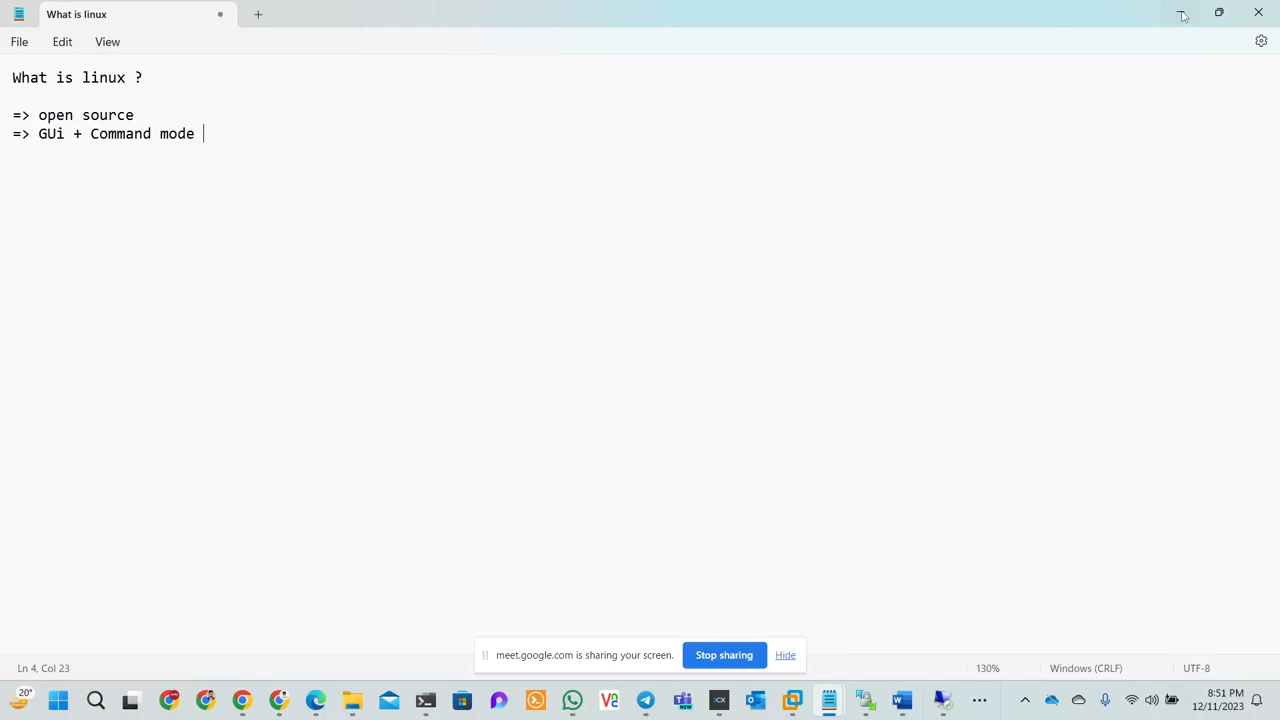 What is linux
File Edit View
What is linux ?
=> open source
=> GUi + Command mode
meet.google.com is sharing your screen. Stop sharing Hide
Ln 4, Col 23 130% Windows (CRLF) UTF-8
20°
NEW
8:51 PM
12/11/2023